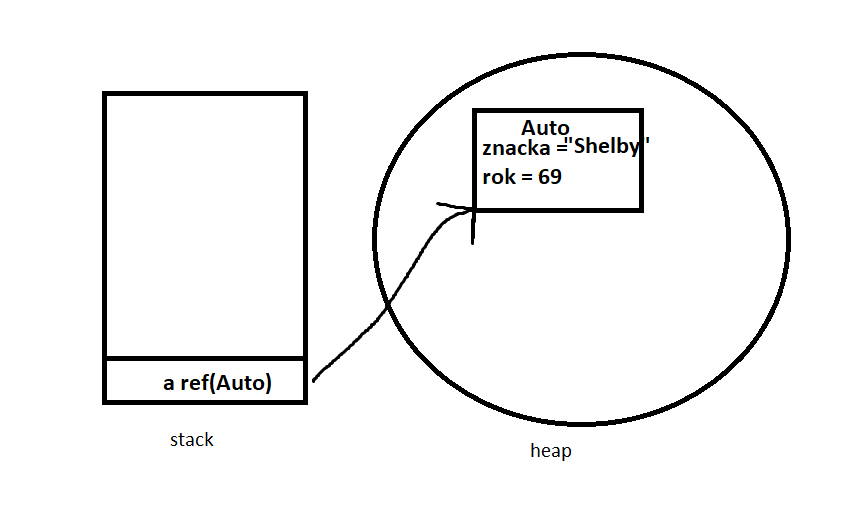 Auto
znacka ="Shelby"
rok = 69
a ref(Auto)
stack
heap